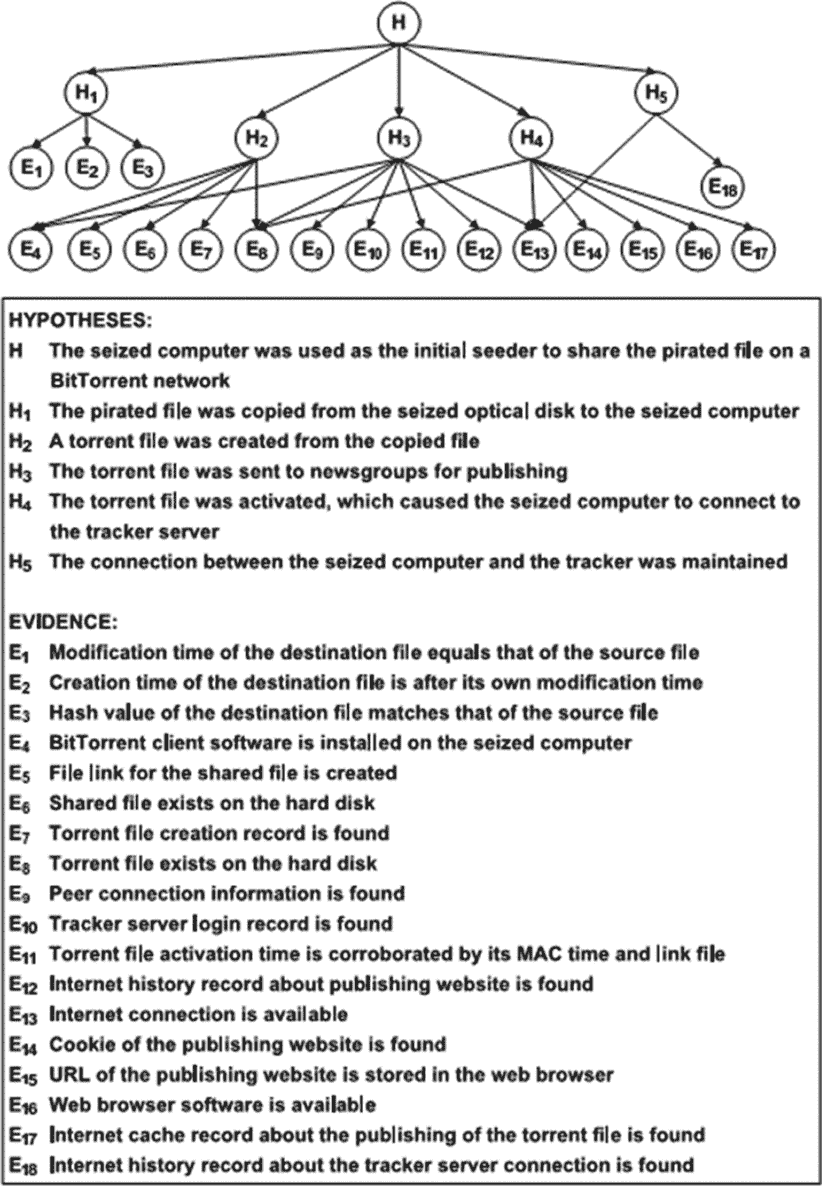 H
H₁
H₅
H₂
H₃
H₄
E₁
E₂
E₃
E₁₈
E₄
E₅
E₆
E₇
E₈
E₉
E₁₀
E₁₁
E₁₂
E₁₃
E₁₄
E₁₅
E₁₆
E₁₇
HYPOTHESES:
H The seized computer was used as the initial seeder to share the pirated file on a
BitTorrent network
H₁ The pirated file was copied from the seized optical disk to the seized computer
H₂ A torrent file was created from the copied file
H₃ The torrent file was sent to newsgroups for publishing
H₄ The torrent file was activated, which caused the seized computer to connect to
the tracker server
H₅ The connection between the seized computer and the tracker was maintained
EVIDENCE:
E₁ Modification time of the destination file equals that of the source file
E₂ Creation time of the destination file is after its own modification time
E₃ Hash value of the destination file matches that of the source file
E₄ BitTorrent client software is installed on the seized computer
E₅ File link for the shared file is created
E₆ Shared file exists on the hard disk
E₇ Torrent file creation record is found
E₈ Torrent file exists on the hard disk
E₉ Peer connection information is found
E₁₀ Tracker server login record is found
E₁₁ Torrent file activation time is corroborated by its MAC time and link file
E₁₂ Internet history record about publishing website is found
E₁₃ Internet connection is available
E₁₄ Cookie of the publishing website is found
E₁₅ URL of the publishing website is stored in the web browser
E₁₆ Web browser software is available
E₁₇ Internet cache record about the publishing of the torrent file is found
E₁₈ Internet history record about the tracker server connection is found